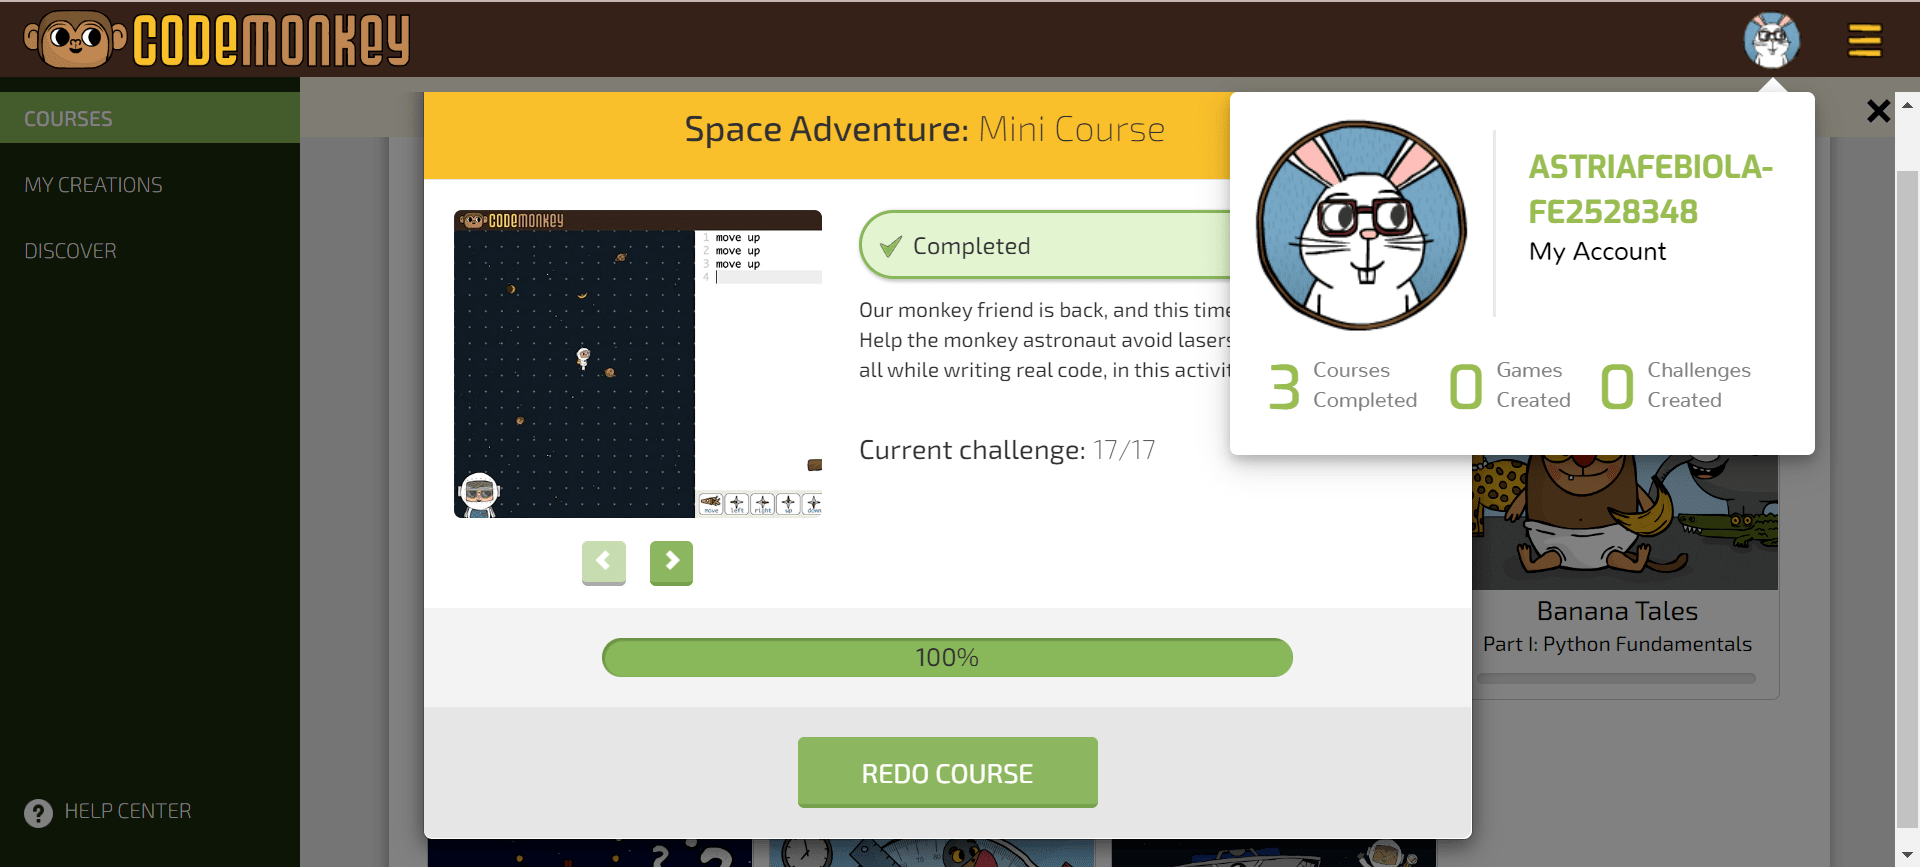 CODEMONKEY
COURSES
MY CREATIONS
DISCOVER
HELP CENTER
Space Adventure: Mini Course
CODEMONKEY
1 move up
2 move up
3 move up
4
move left right up down
Completed
Our monkey friend is back, and this time
Help the monkey astronaut avoid lasers
all while writing real code, in this activit
Current challenge: 17/17
100%
REDO COURSE
ASTRIAFEBIOLA-
FE2528348
My Account
3 Courses Completed
0 Games Created
0 Challenges Created
Banana Tales
Part I: Python Fundamentals